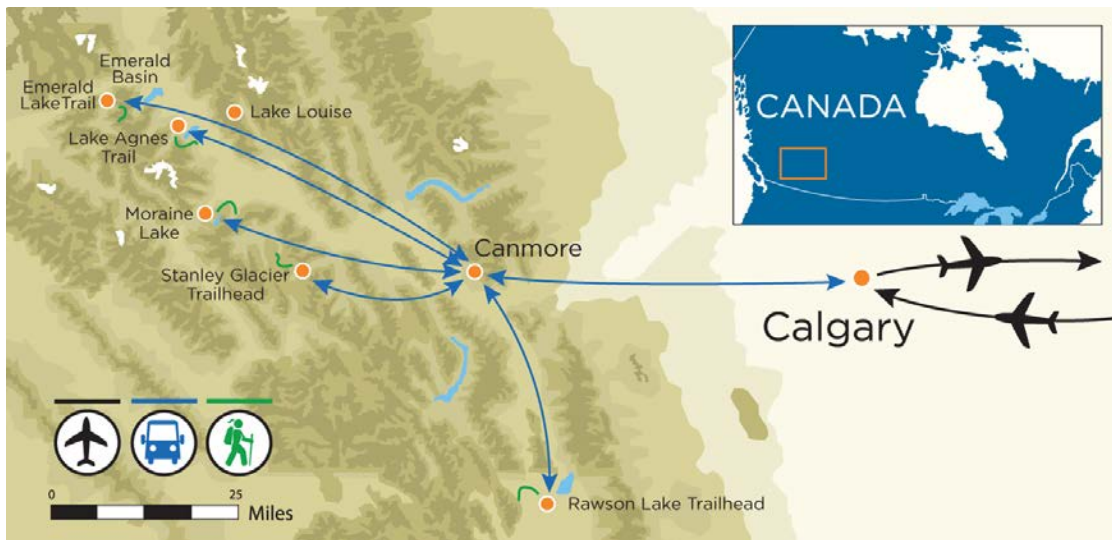 Emerald
Basin
Emerald
LakeTrail
Lake Louise
Lake Agnes
Trail
CANADA
Moraine
Lake
Canmore
Stanley Glacier
Trailhead
Calgary
Rawson Lake Trailhead
0
25
Miles